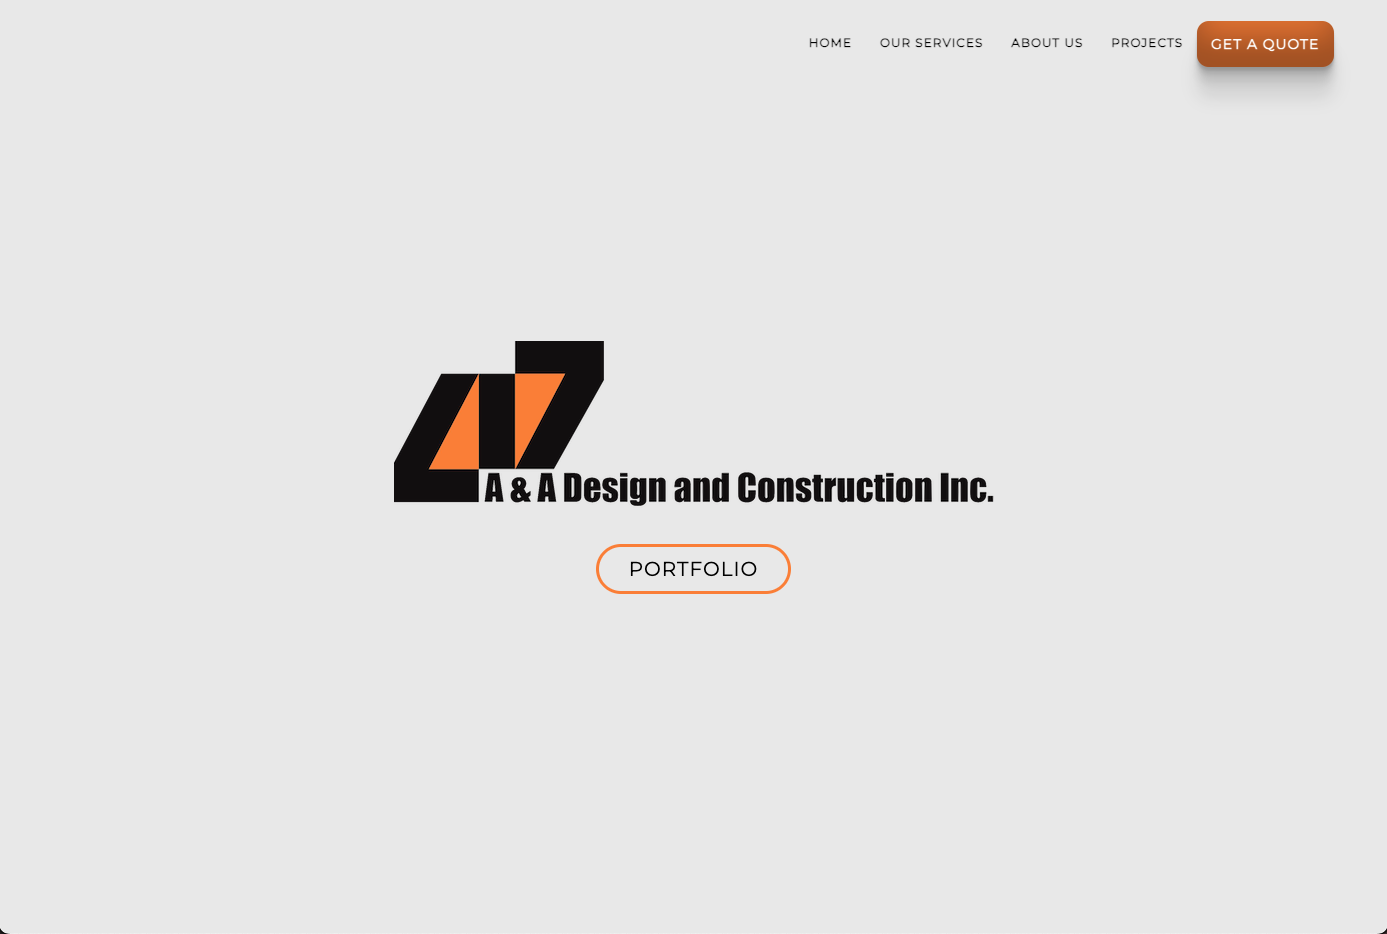 HOME
OUR SERVICES
ABOUT US
PROJECTS
GET A QUOTE
A & A Design and Construction Inc.
PORTFOLIO